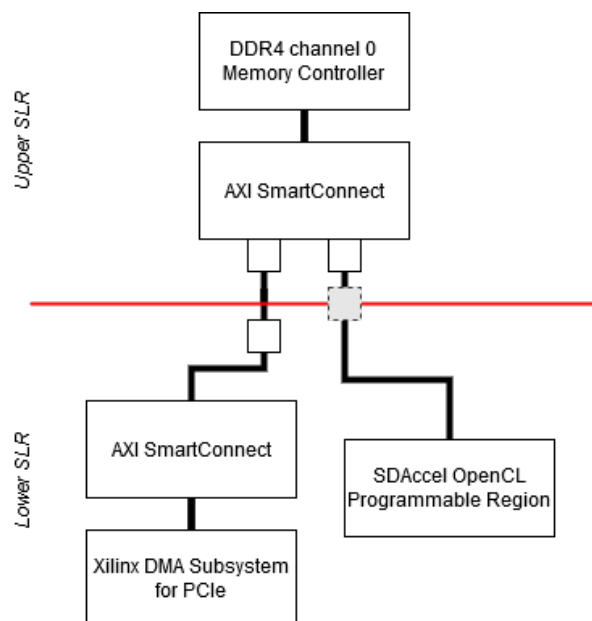 DDR4 channel 0
Memory Controller
Upper SLR
AXI SmartConnect
Lower SLR
AXI SmartConnect
SDAccel OpenCL
Programmable Region
Xilinx DMA Subsystem
for PCIe